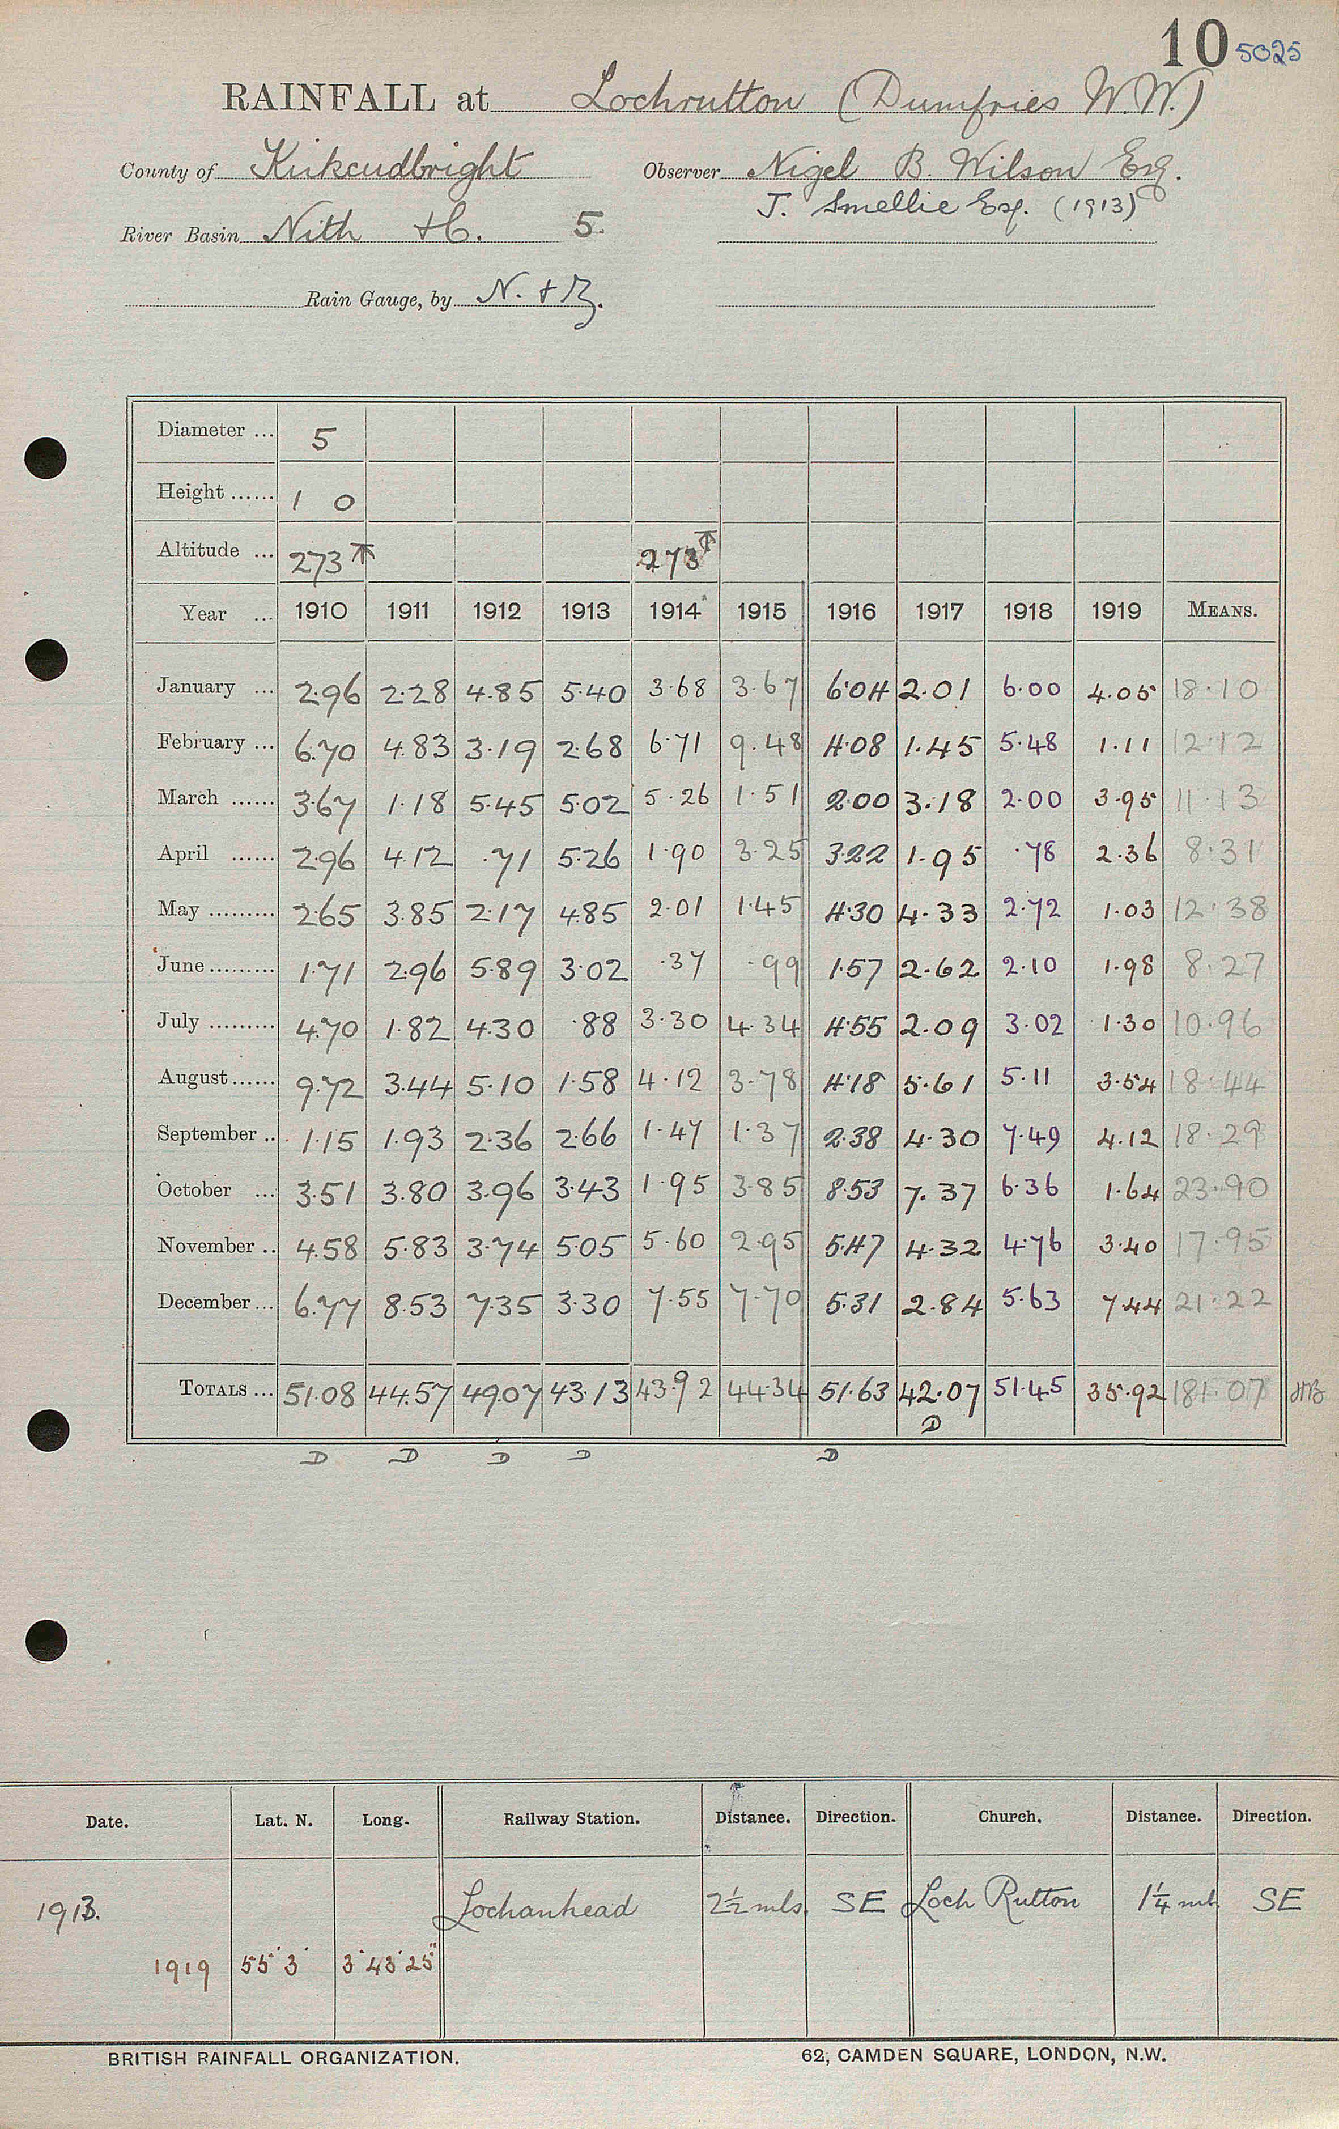 10 5025
RAINFALL at Lochrutton (Dumfries W.W.)
County of Kirkcudbright Observer Nigel B. Wilson Esq.
J. Smellie Esq. (1913)
River Basin Nith &c. 5
Rain Gauge, by N. & Z.
Diameter ... 5
Height ...... 1 0
Altitude ... 273 273
Year ... 1910 1911 1912 1913 1914 1915 1916 1917 1918 1919 MEANS.
January ... 2.96 2.28 4.85 5.40 3.68 3.67 6.04 2.01 6.00 4.05 18.10
February ... 6.70 4.83 3.19 2.68 6.71 9.48 4.08 1.45 5.48 1.11 12.12
March ...... 3.67 1.18 5.45 5.02 5.26 1.51 2.00 3.18 2.00 3.95 11.13
April ...... 2.96 4.12 .71 5.26 1.90 3.25 3.22 1.95 .78 2.36 8.31
May ......... 2.65 3.85 2.17 4.85 2.01 1.45 4.30 4.33 2.72 1.03 12.38
June ......... 1.71 2.96 5.89 3.02 .37 .99 1.57 2.62 2.10 1.98 8.27
July ......... 4.70 1.82 4.30 .88 3.30 4.34 4.55 2.09 3.02 1.30 10.96
August ...... 9.72 3.44 5.10 1.58 4.12 3.78 4.18 5.61 5.11 3.54 18.44
September .. 1.15 1.93 2.36 2.66 1.47 1.37 2.38 4.30 7.49 4.12 18.29
October ... 3.51 3.80 3.96 3.43 1.95 3.85 8.53 7.37 6.36 1.64 23.90
November .. 4.58 5.83 3.74 5.05 5.60 2.95 5.47 4.32 4.76 3.40 17.95
December ... 6.77 8.53 7.35 3.30 7.55 7.70 5.31 2.84 5.63 7.44 21.22
TOTALS ... 51.08 44.57 49.07 43.13 43.92 44.34 51.63 42.07 51.45 35.92 181.07
D
D D D D D
Date. Lat. N. Long. Railway Station. Distance. Direction. Church. Distance. Direction.
1913. Lochanhead 2½ mls. SE Loch Rutton 1¼ ml SE
1919 55° 3' 3° 43' 25"
BRITISH RAINFALL ORGANIZATION. 62, CAMDEN SQUARE, LONDON, N.W.